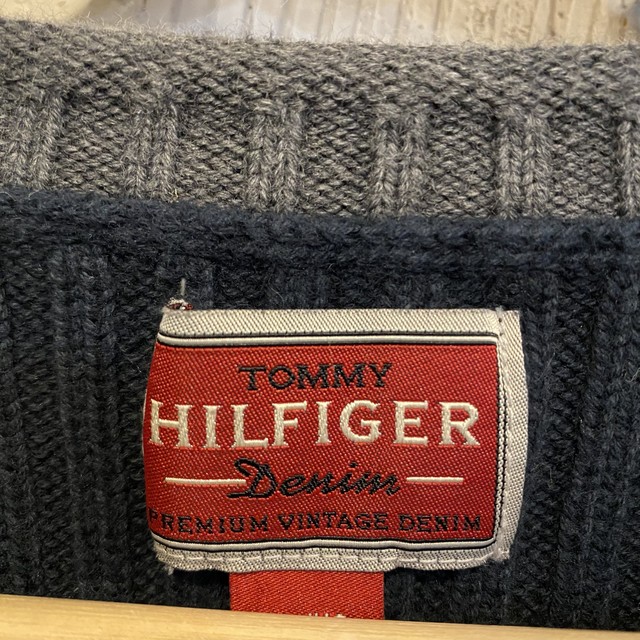 TOMMY
HILFIGER
Denim
PREMIUM VINTAGE DENIM